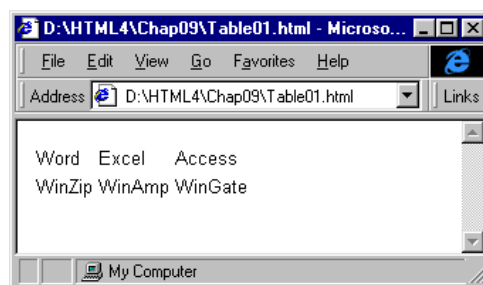 D:\HTML4\Chap09\Table01.html - Microso...
File Edit View Go Favorites Help
Address D:\HTML4\Chap09\Table01.html Links
Word Excel Access
WinZip WinAmp WinGate
My Computer